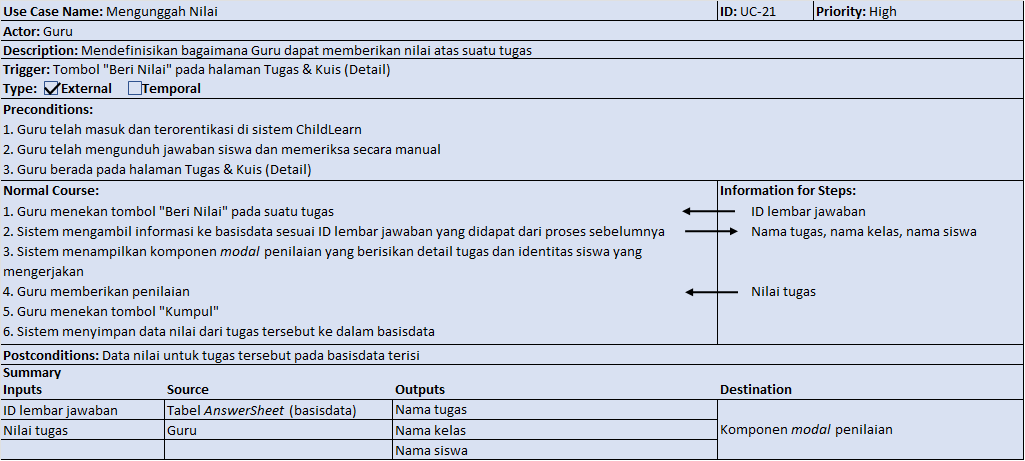 Use Case Name: Mengunggah Nilai ID: UC-21 Priority: High
Actor: Guru
Description: Mendefinisikan bagaimana Guru dapat memberikan nilai atas suatu tugas
Trigger: Tombol "Beri Nilai" pada halaman Tugas & Kuis (Detail)
Type: External Temporal
Preconditions:
1. Guru telah masuk dan terorentikasi di sistem ChildLearn
2. Guru telah mengunduh jawaban siswa dan memeriksa secara manual
3. Guru berada pada halaman Tugas & Kuis (Detail)
Normal Course: Information for Steps:
1. Guru menekan tombol "Beri Nilai" pada suatu tugas ID lembar jawaban
2. Sistem mengambil informasi ke basisdata sesuai ID lembar jawaban yang didapat dari proses sebelumnya Nama tugas, nama kelas, nama siswa
3. Sistem menampilkan komponen modal penilaian yang berisikan detail tugas dan identitas siswa yang
mengerjakan
4. Guru memberikan penilaian Nilai tugas
5. Guru menekan tombol "Kumpul"
6. Sistem menyimpan data nilai dari tugas tersebut ke dalam basisdata
Postconditions: Data nilai untuk tugas tersebut pada basisdata terisi
Summary
Inputs Source Outputs Destination
ID lembar jawaban Tabel AnswerSheet (basisdata) Nama tugas
Nilai tugas Guru Nama kelas Komponen modal penilaian
Nama siswa